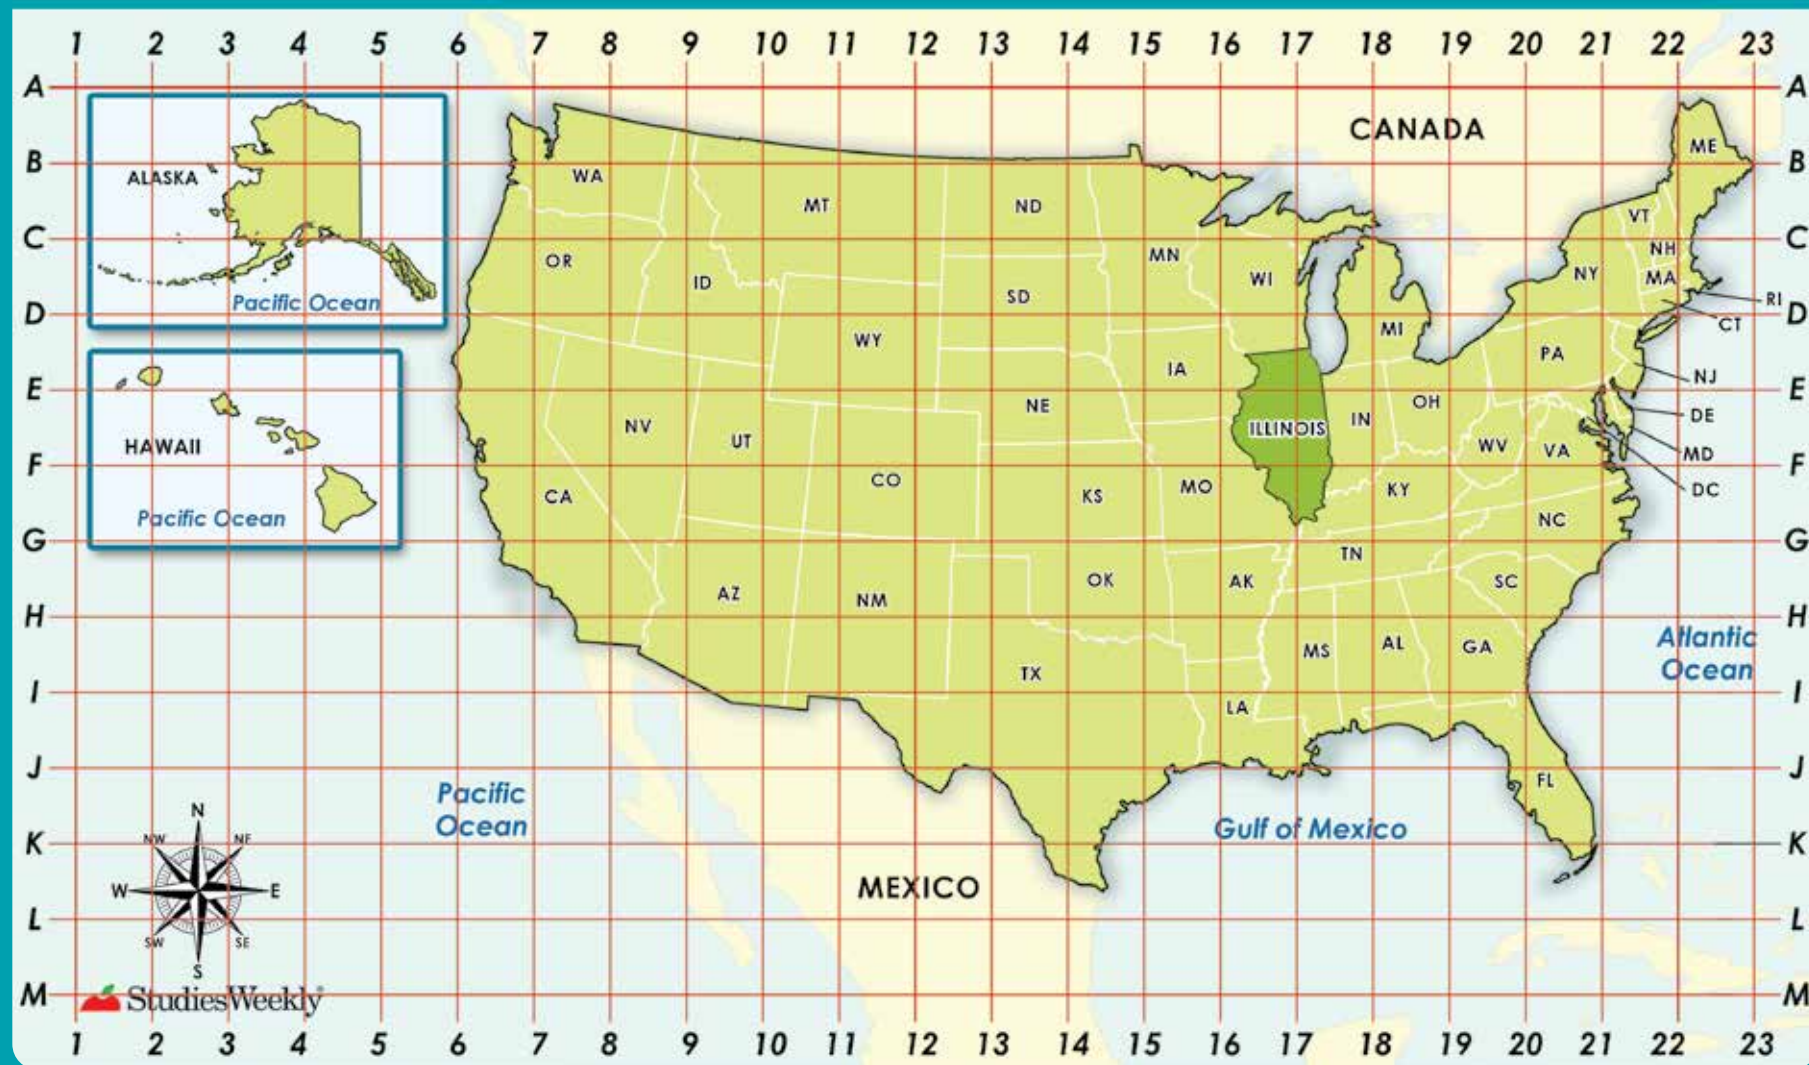 1 2 3 4 5 6 7 8 9 10 11 12 13 14 15 16 17 18 19 20 21 22 23
A A
CANADA
ME
B B
ALASKA
WA
MT
ND
VT
C C
OR
MN
NH
ID
WI
NY
MA
SD
Pacific Ocean
RI
D D
MI
CT
WY
PA
IA
NJ
E E
NE
OH
DE
IN
NV
ILLINOIS
UT
HAWAII
WV
VA
MD
F F
CO
MO
KY
DC
CA
KS
Pacific Ocean
NC
G G
TN
OK
AK
SC
AZ
NM
H H
Atlantic
Ocean
MS
AL
GA
TX
I I
LA
J J
FL
Pacific
Ocean
N
Gulf of Mexico
NW NE
K K
MEXICO
W E
L L
SW SE
S
M M
StudiesWeekly®
1 2 3 4 5 6 7 8 9 10 11 12 13 14 15 16 17 18 19 20 21 22 23